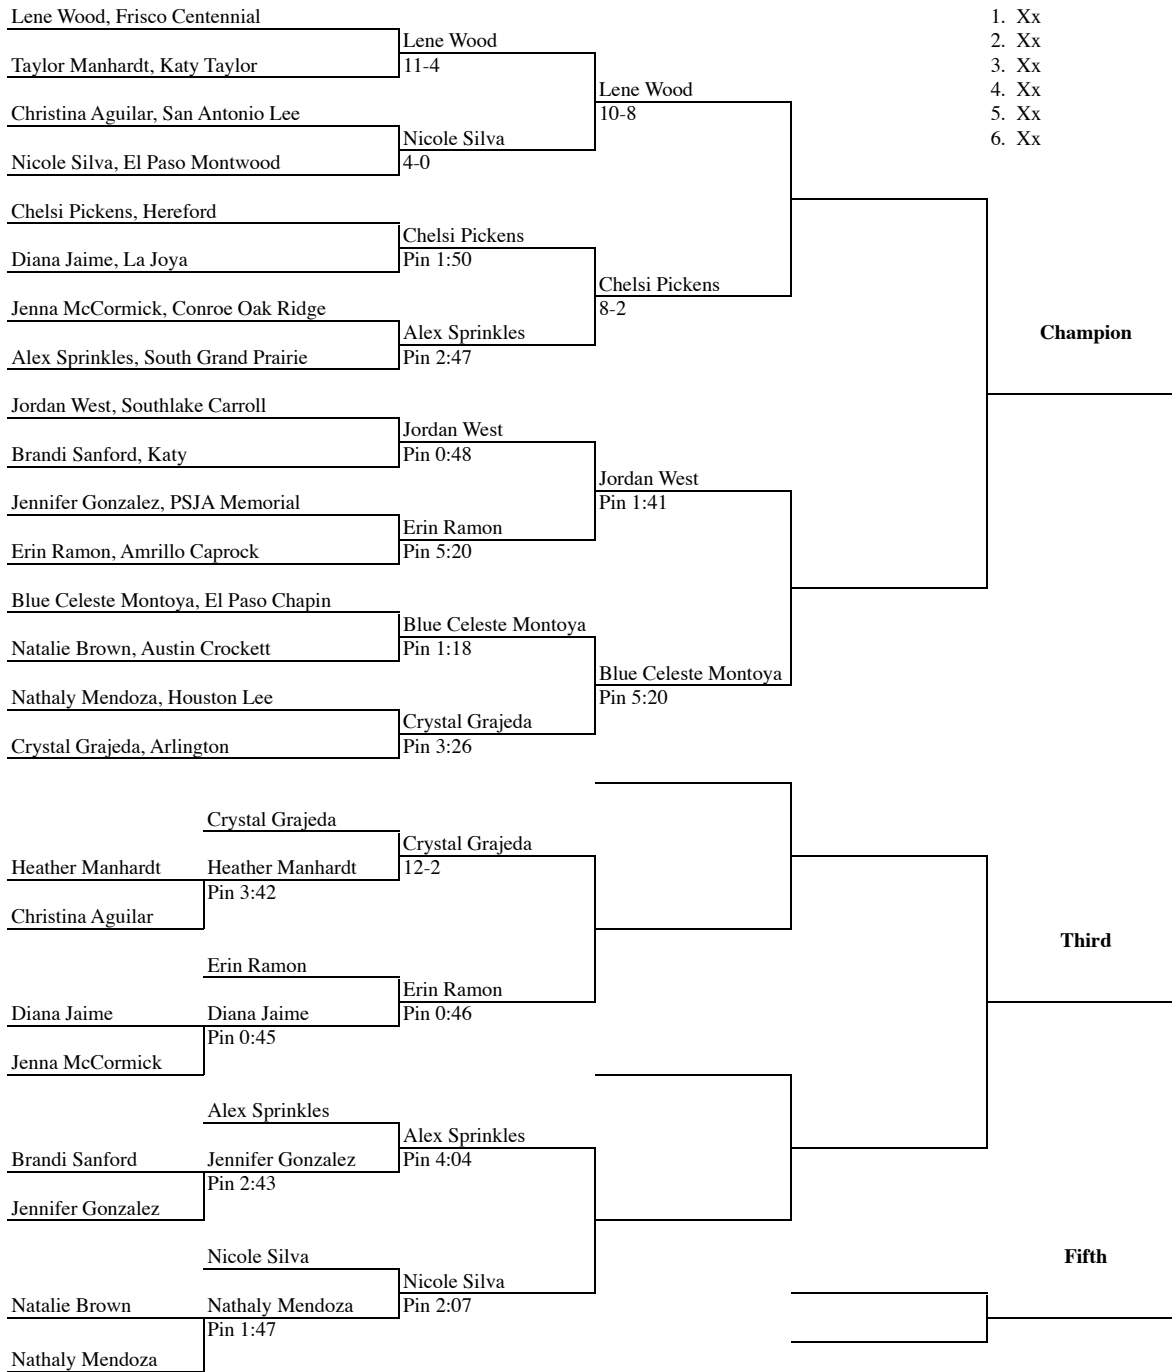 Lene Wood, Frisco Centennial
1. Xx
2. Xx
3. Xx
4. Xx
5. Xx
6. Xx
Lene Wood
Taylor Manhardt, Katy Taylor
11-4
Lene Wood
10-8
Christina Aguilar, San Antonio Lee
Nicole Silva
Nicole Silva, El Paso Montwood
4-0
Chelsi Pickens, Hereford
Chelsi Pickens
Diana Jaime, La Joya
Pin 1:50
Chelsi Pickens
8-2
Jenna McCormick, Conroe Oak Ridge
Alex Sprinkles
Alex Sprinkles, South Grand Prairie
Pin 2:47
Champion
Jordan West, Southlake Carroll
Jordan West
Brandi Sanford, Katy
Pin 0:48
Jordan West
Pin 1:41
Jennifer Gonzalez, PSJA Memorial
Erin Ramon
Erin Ramon, Amrillo Caprock
Pin 5:20
Blue Celeste Montoya, El Paso Chapin
Blue Celeste Montoya
Natalie Brown, Austin Crockett
Pin 1:18
Blue Celeste Montoya
Pin 5:20
Nathaly Mendoza, Houston Lee
Crystal Grajeda
Crystal Grajeda, Arlington
Pin 3:26
Crystal Grajeda
Crystal Grajeda
Heather Manhardt
Heather Manhardt
12-2
Pin 3:42
Christina Aguilar
Third
Erin Ramon
Erin Ramon
Diana Jaime
Diana Jaime
Pin 0:46
Pin 0:45
Jenna McCormick
Alex Sprinkles
Alex Sprinkles
Brandi Sanford
Jennifer Gonzalez
Pin 4:04
Pin 2:43
Jennifer Gonzalez
Nicole Silva
Fifth
Nicole Silva
Natalie Brown
Nathaly Mendoza
Pin 2:07
Pin 1:47
Nathaly Mendoza